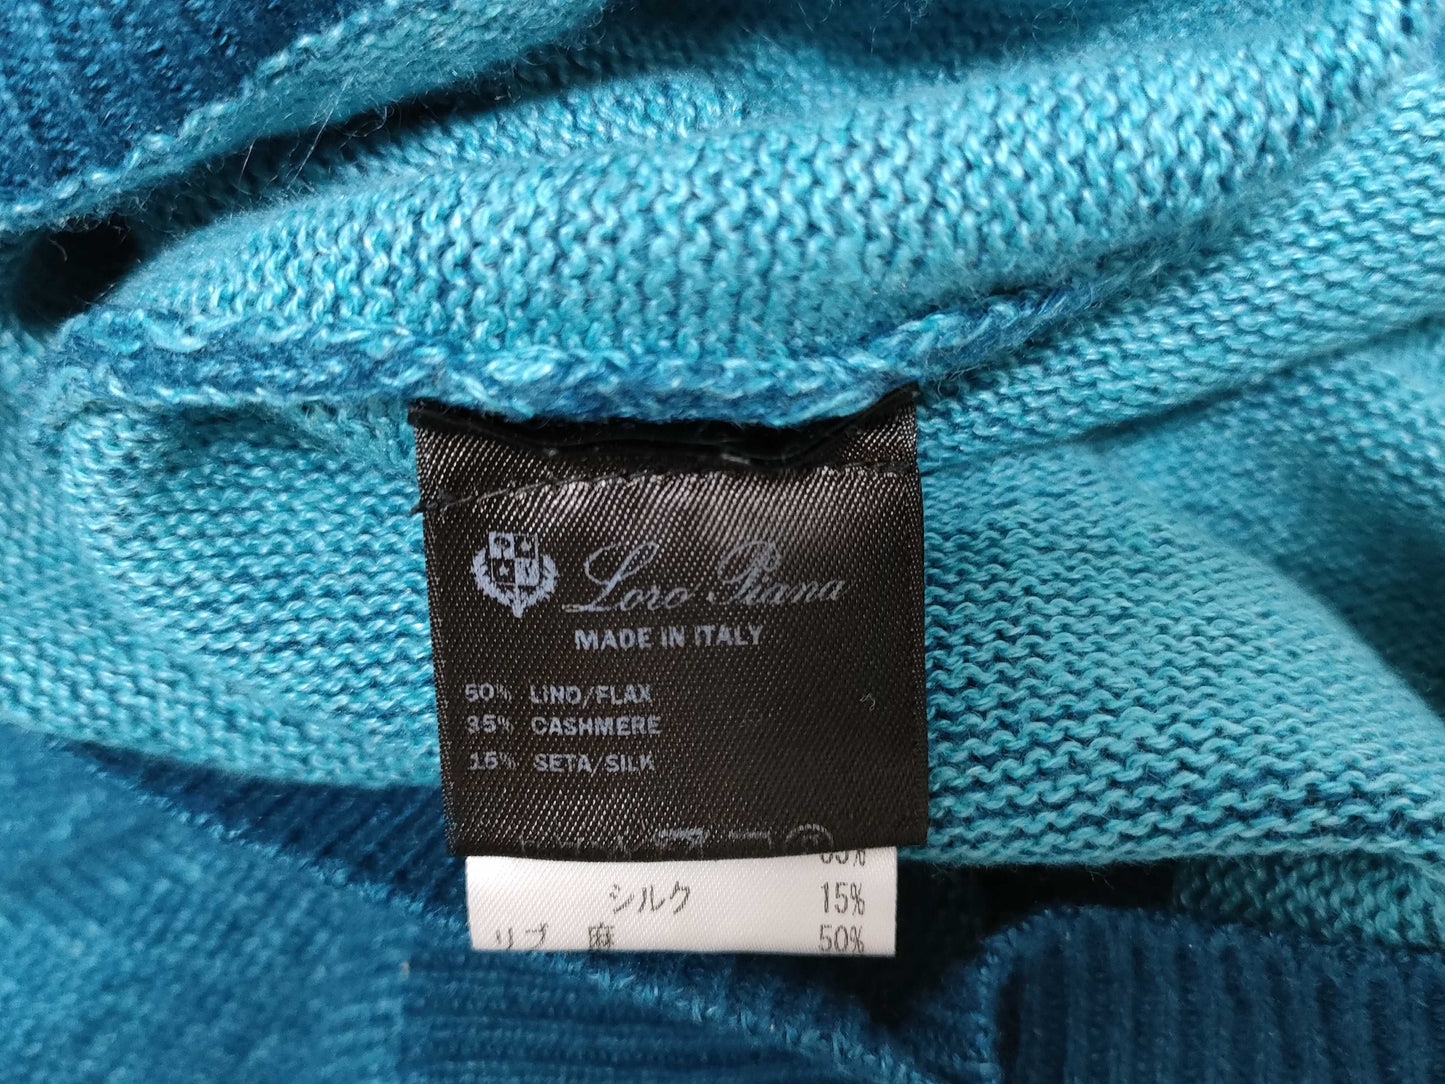 Loro Piana
MADE IN ITALY
50% LINO/FLAX
35% CASHMERE
15% SETA/SILK
シルク 15%
リブ 麻 50%